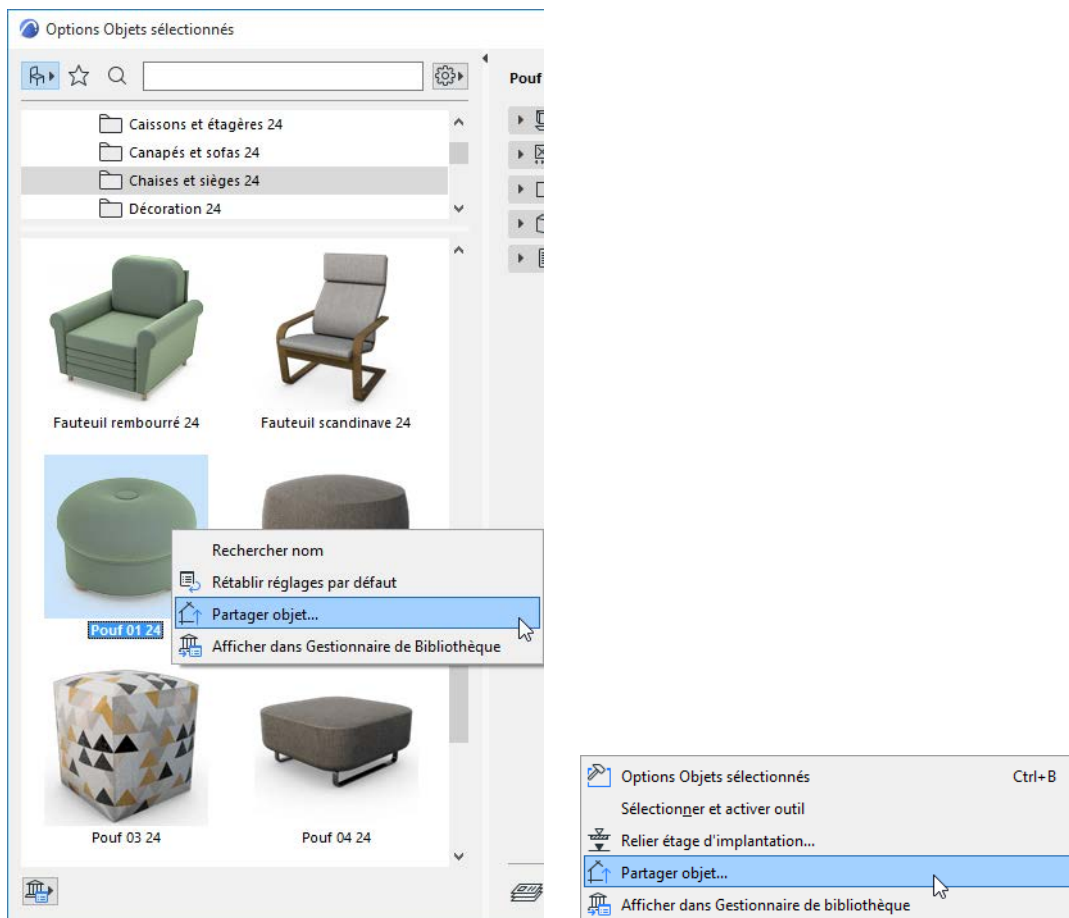 Options Objets sélectionnés
Pouf
Caissons et étagères 24
Canapés et sofas 24
Chaises et sièges 24
Décoration 24
Fauteuil rembourré 24 Fauteuil scandinave 24
Rechercher nom
Rétablir réglages par défaut
Partager objet...
Afficher dans Gestionnaire de Bibliothèque
Pouf 01 24
Pouf 03 24 Pouf 04 24
Options Objets sélectionnés Ctrl+B
Sélectionner et activer outil
Relier étage d'implantation...
Partager objet...
Afficher dans Gestionnaire de bibliothèque